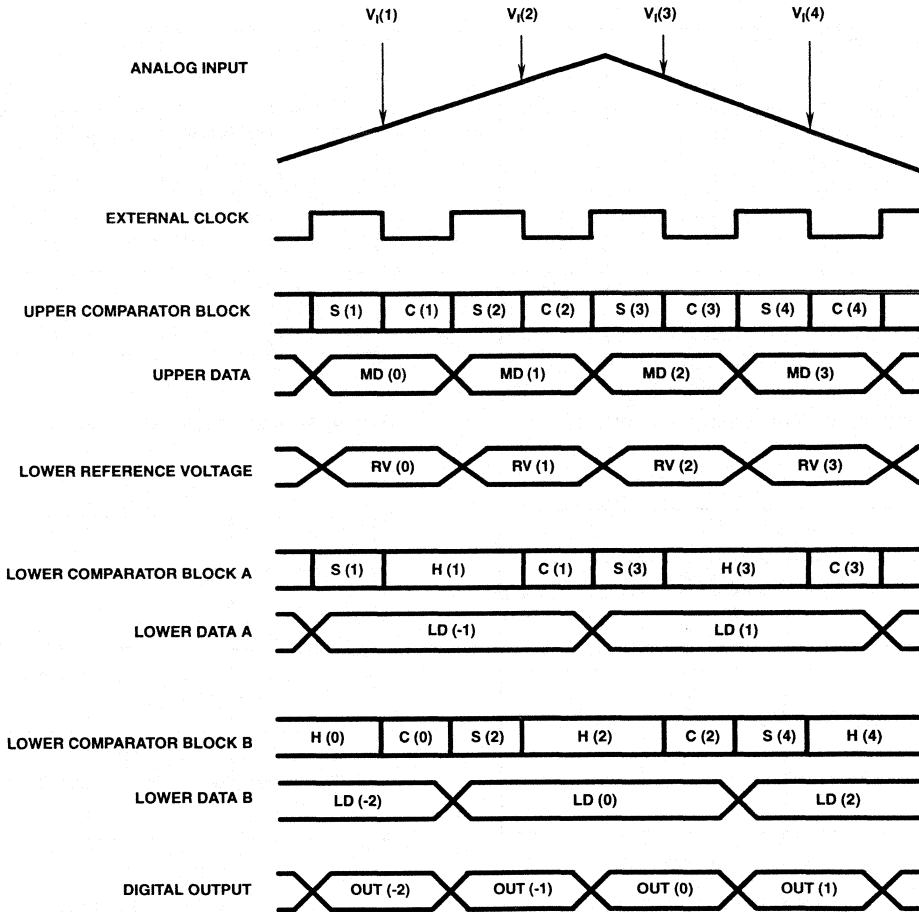 V_I(1) V_I(2) V_I(3) V_I(4)
ANALOG INPUT
EXTERNAL CLOCK
UPPER COMPARATOR BLOCK S (1) C (1) S (2) C (2) S (3) C (3) S (4) C (4)
UPPER DATA MD (0) MD (1) MD (2) MD (3)
LOWER REFERENCE VOLTAGE RV (0) RV (1) RV (2) RV (3)
LOWER COMPARATOR BLOCK A S (1) H (1) C (1) S (3) H (3) C (3)
LOWER DATA A LD (-1) LD (1)
LOWER COMPARATOR BLOCK B H (0) C (0) S (2) H (2) C (2) S (4) H (4)
LOWER DATA B LD (-2) LD (0) LD (2)
DIGITAL OUTPUT OUT (-2) OUT (-1) OUT (0) OUT (1)